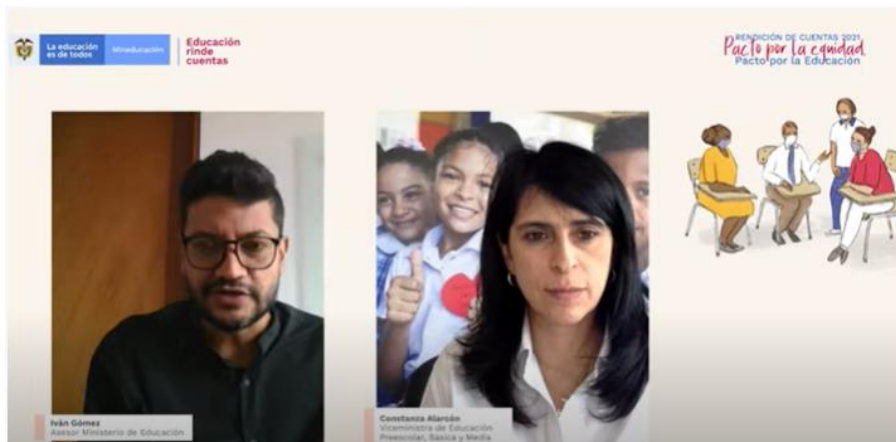 La educación
es de todos
Mineducación
Educación
rinde
cuentas
RENDICIÓN DE CUENTAS 2021
Pacto por la equidad.
Pacto por la Educación
Iván Gómez
Asesor Ministerio de Educación
Constanza Alarcón
Viceministra de Educación
Preescolar, Básica y Media